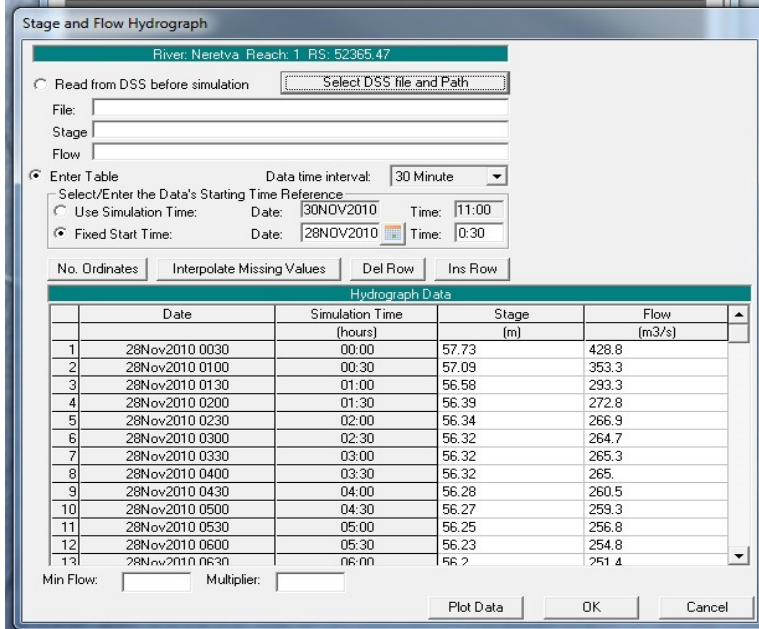 Stage and Flow Hydrograph
River: Neretva Reach: 1 RS: 52365.47
Read from DSS before simulation Select DSS file and Path
File:
Stage
Flow
Enter Table Data time interval: 30 Minute
Select/Enter the Data's Starting Time Reference
Use Simulation Time: Date: 30NOV2010 Time: 11:00
Fixed Start Time: Date: 28NOV2010 Time: 0:30
No. Ordinates Interpolate Missing Values Del Row Ins Row
Hydrograph Data
Date Simulation Time Stage Flow
(hours) (m) (m3/s)
1 28Nov2010 0030 00:00 57.73 428.8
2 28Nov2010 0100 00:30 57.09 353.3
3 28Nov2010 0130 01:00 56.58 293.3
4 28Nov2010 0200 01:30 56.39 272.8
5 28Nov2010 0230 02:00 56.34 266.9
6 28Nov2010 0300 02:30 56.32 264.7
7 28Nov2010 0330 03:00 56.32 265.3
8 28Nov2010 0400 03:30 56.32 265.
9 28Nov2010 0430 04:00 56.28 260.5
10 28Nov2010 0500 04:30 56.27 259.3
11 28Nov2010 0530 05:00 56.25 256.8
12 28Nov2010 0600 05:30 56.23 254.8
13 28Nov2010 0630 06:00 56.2 251.4
Min Flow: Multiplier:
Plot Data OK Cancel